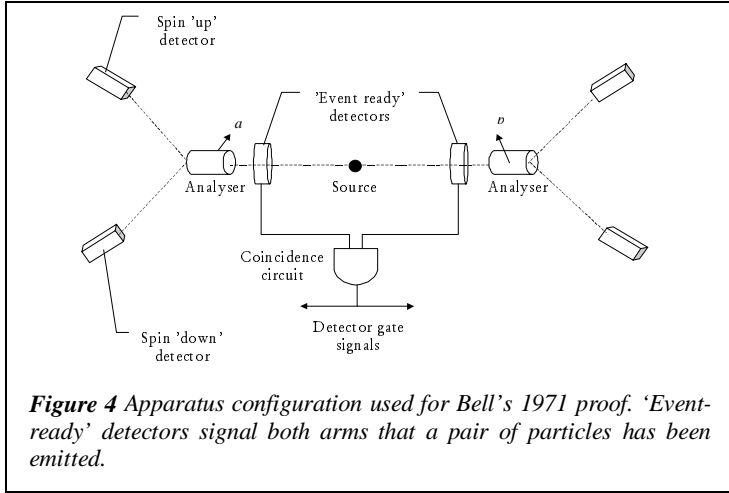 Spin 'up'
detector
'Event ready'
detectors
a
Analyser
Source
Analyser
Coincidence
circuit
Detector gate
signals
Spin 'down'
detector
Figure 4 Apparatus configuration used for Bell's 1971 proof. ‘Event-
ready’ detectors signal both arms that a pair of particles has been
emitted.